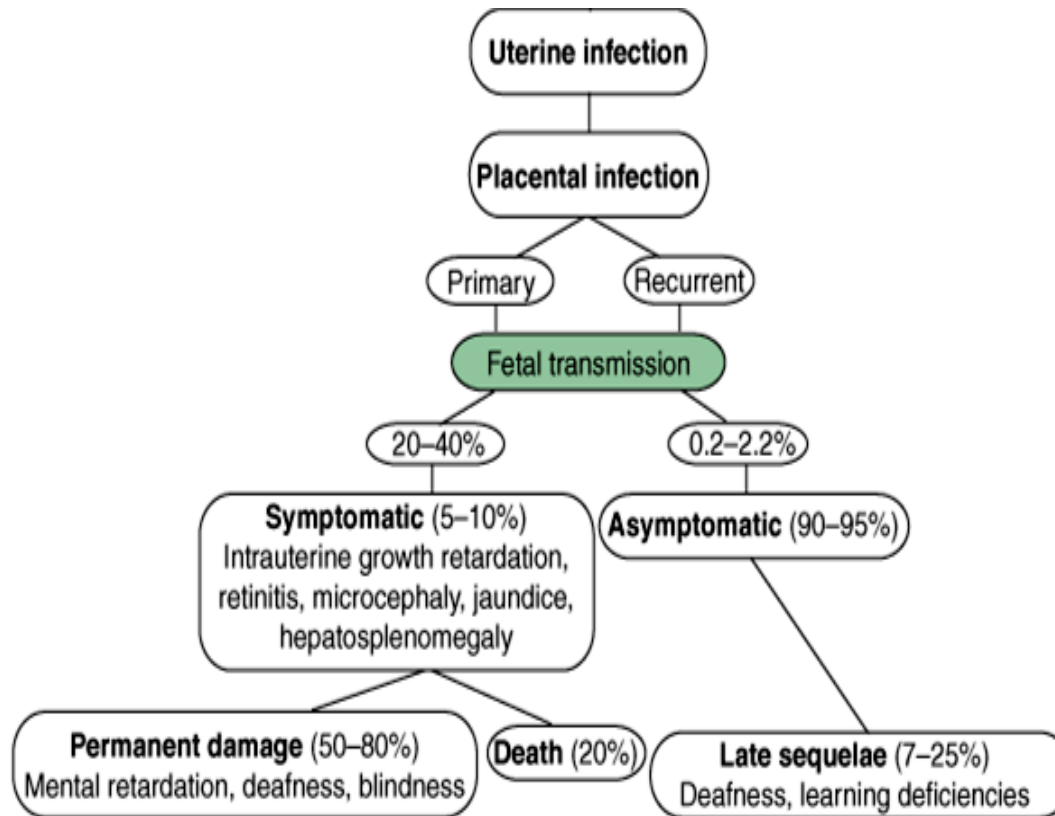 Uterine infection
Placental infection
Primary
Recurrent
Fetal transmission
20–40%
0.2–2.2%
Symptomatic (5–10%)
Intrauterine growth retardation,
retinitis, microcephaly, jaundice,
hepatosplenomegaly
Asymptomatic (90–95%)
Permanent damage (50–80%)
Mental retardation, deafness, blindness
Death (20%)
Late sequelae (7–25%)
Deafness, learning deficiencies